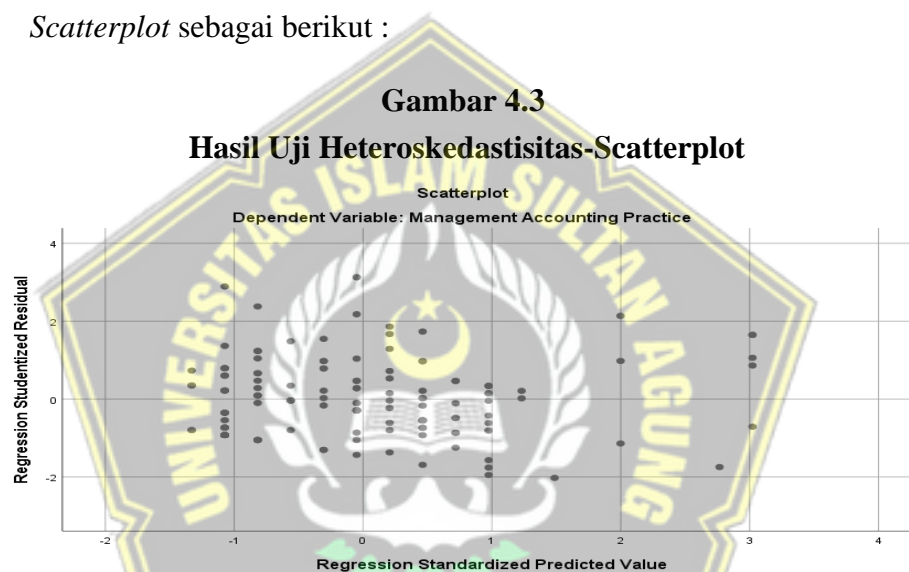 Scatterplot sebagai berikut :
Gambar 4.3
Hasil Uji Heteroskedastisitas-Scatterplot
Scatterplot
Dependent Variable: Management Accounting Practice
UNIVERSITAS ISLAM SULTAN AGUNG
Regression Studentized Residual
4
2
0
-2
-2 -1 0 1 2 3 4
Regression Standardized Predicted Value